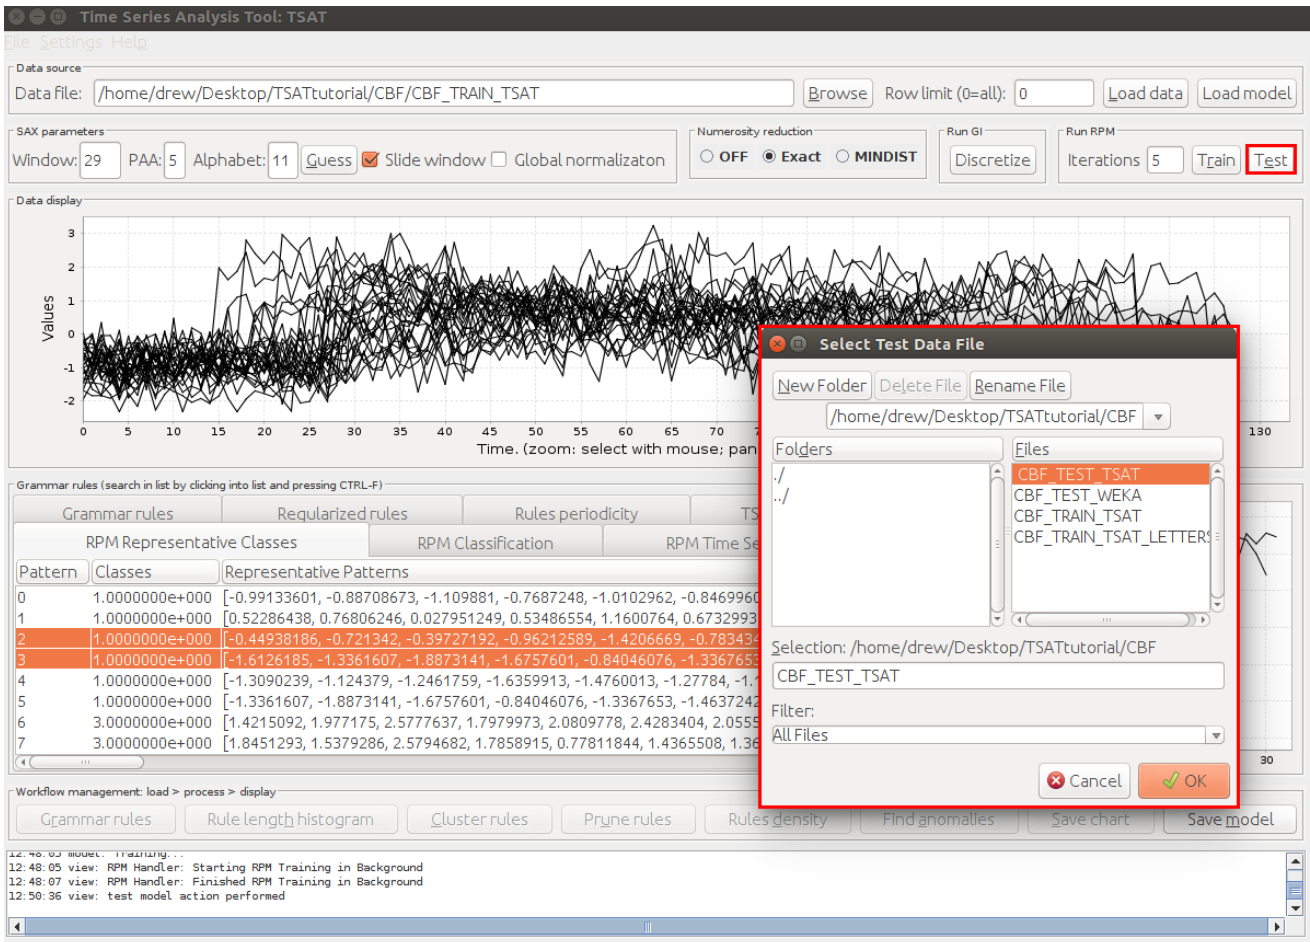 Time Series Analysis Tool: TSAT
File Settings Help
Data source
Data file: /home/drew/Desktop/TSATtutorial/CBF/CBF_TRAIN_TSAT Browse Row limit (0=all): 0 Load data Load model
SAX parameters Numerosity reduction Run GI Run RPM
Window: 29 PAA: 5 Alphabet: 11 Guess Slide window Global normalizaton OFF Exact MINDIST Discretize Iterations 5 Train Test
Data display
3
2
1
0
-1
-2
Values
0 5 10 15 20 25 30 35 40 45 50 55 60 65 70 130
Time. (zoom: select with mouse; pan
Select Test Data File
New Folder Delete File Rename File
/home/drew/Desktop/TSATtutorial/CBF
Folders Files
./ CBF_TEST_TSAT
../ CBF_TEST_WEKA
CBF_TRAIN_TSAT
CBF_TRAIN_TSAT_LETTERS
Selection: /home/drew/Desktop/TSATtutorial/CBF
CBF_TEST_TSAT
Filter:
All Files
Cancel OK
Grammar rules (search in list by clicking into list and pressing CTRL-F)
Grammar rules Regularized rules Rules periodicity TS
RPM Representative Classes RPM Classification RPM Time Se
Pattern Classes Representative Patterns
0 1.0000000e+000 [-0.99133601, -0.88708673, -1.109881, -0.7687248, -1.0102962, -0.8469960
1 1.0000000e+000 [0.52286438, 0.76806246, 0.027951249, 0.53486554, 1.1600764, 0.6732993
2 1.0000000e+000 [-0.44938186, -0.721342, -0.39727192, -0.96212589, -1.4206669, -0.783434
3 1.0000000e+000 [-1.6126185, -1.3361607, -1.8873141, -1.6757601, -0.84046076, -1.3367653
4 1.0000000e+000 [-1.3090239, -1.124379, -1.2461759, -1.6359913, -1.4760013, -1.27784, -1.
5 1.0000000e+000 [-1.3361607, -1.8873141, -1.6757601, -0.84046076, -1.3367653, -1.4637242
6 3.0000000e+000 [1.4215092, 1.977175, 2.5777637, 1.7979973, 2.0809778, 2.4283404, 2.0555
7 3.0000000e+000 [1.8451293, 1.5379286, 2.5794682, 1.7858915, 0.77811844, 1.4365508, 1.36
30
Workflow management: load > process > display
Grammar rules Rule length histogram Cluster rules Prune rules Rules density Find anomalies Save chart Save model
12:48:05 model: Training...
12:48:05 view: RPM Handler: Starting RPM Training in Background
12:48:07 view: RPM Handler: Finished RPM Training in Background
12:50:36 view: test model action performed